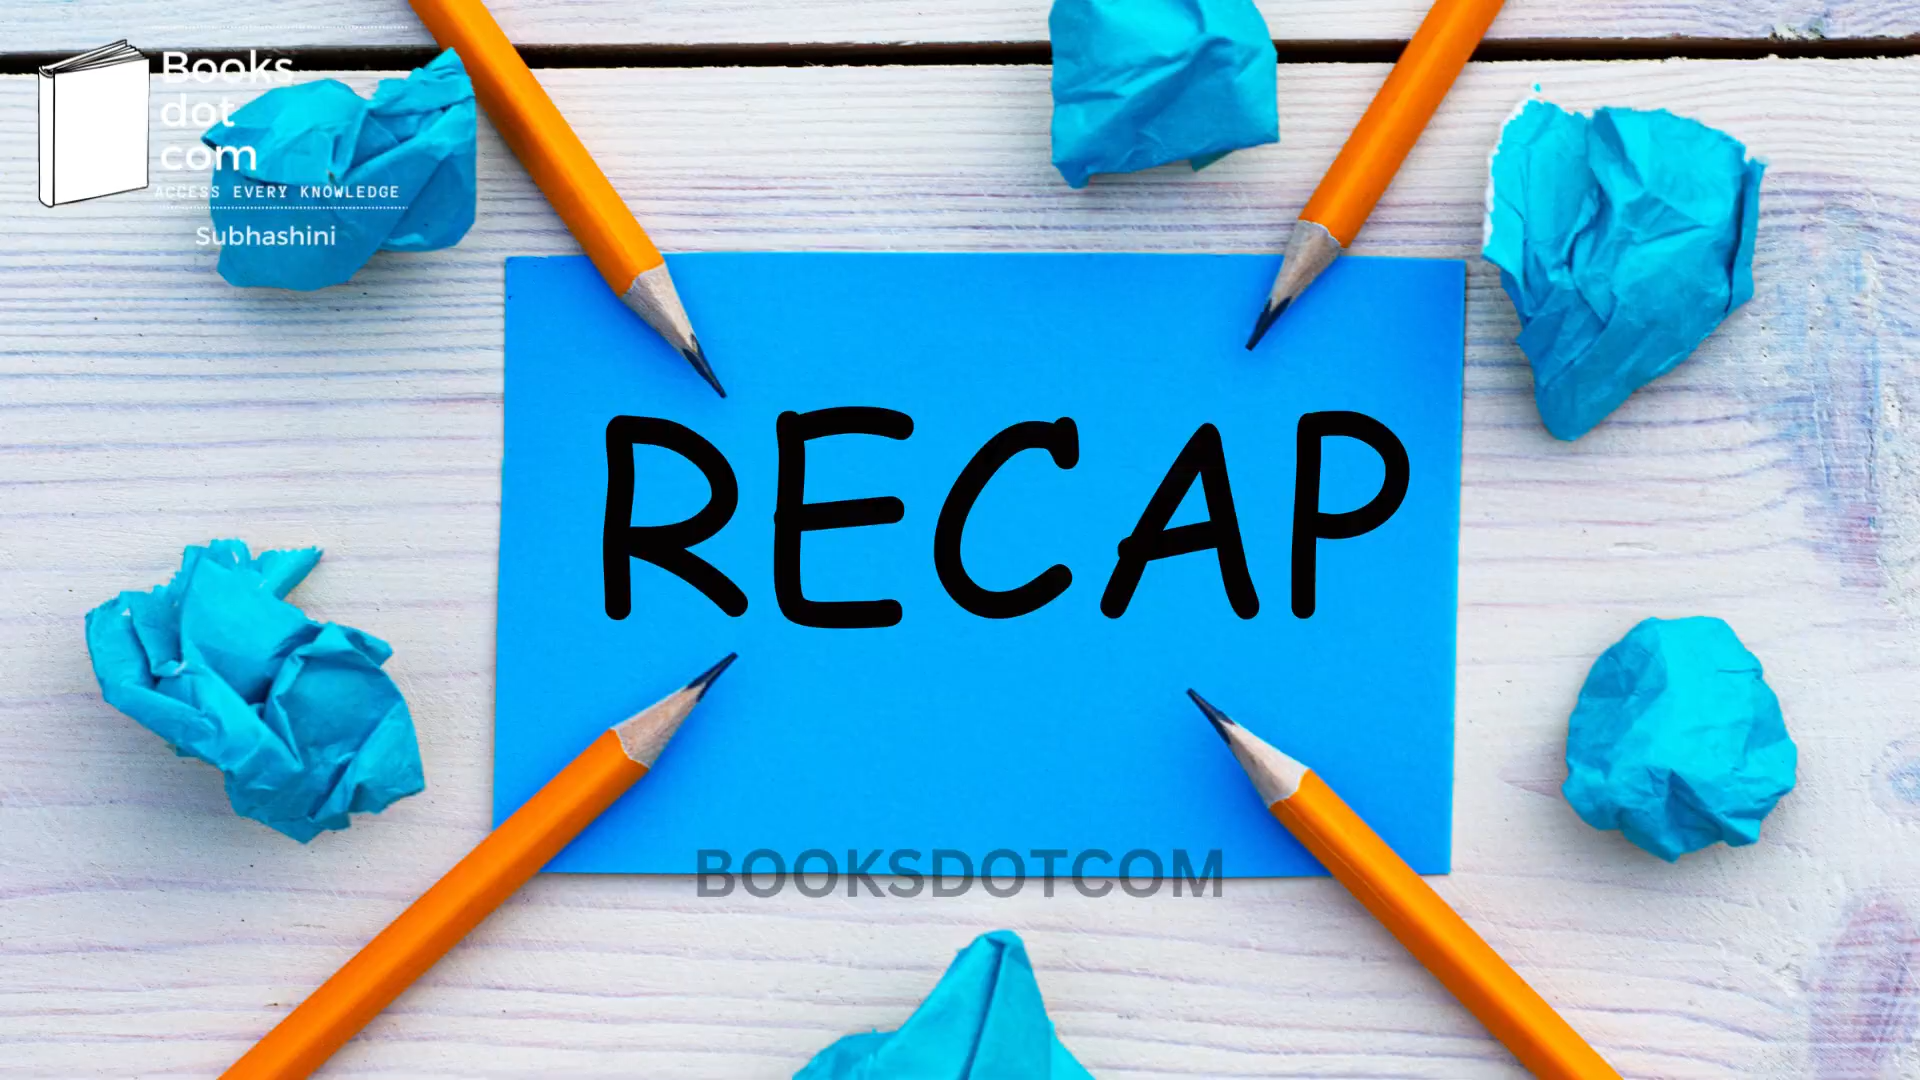 Books
dot
com
ACCESS EVERY KNOWLEDGE
Subhashini
RECAP
BOOKSDOTCOM